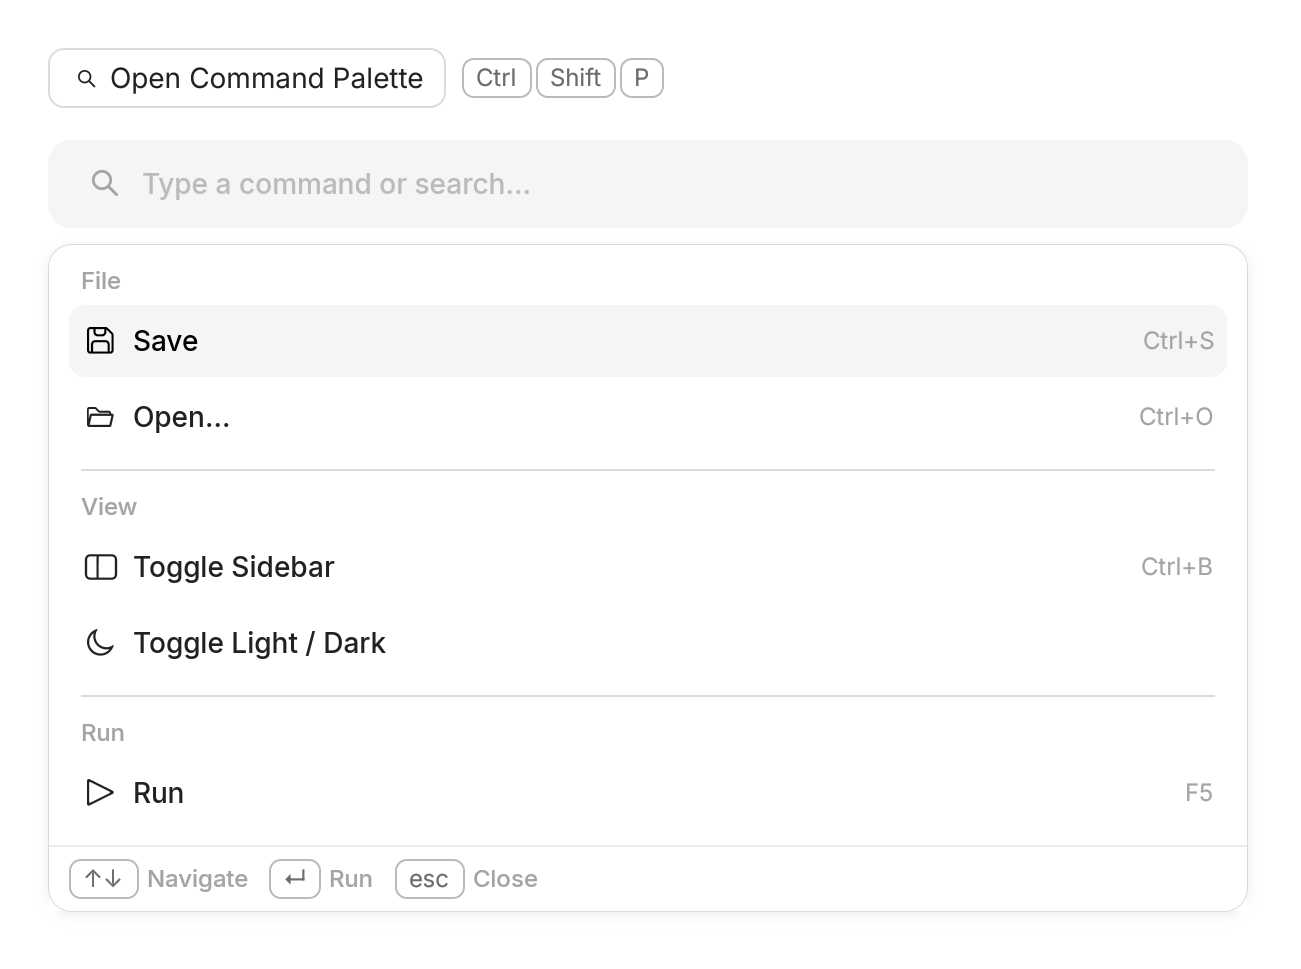 Open Command Palette Ctrl Shift P
Type a command or search...
File
Save Ctrl+S
Open... Ctrl+O
View
Toggle Sidebar Ctrl+B
Toggle Light / Dark
Run
Run F5
↑↓ Navigate ↵ Run esc Close